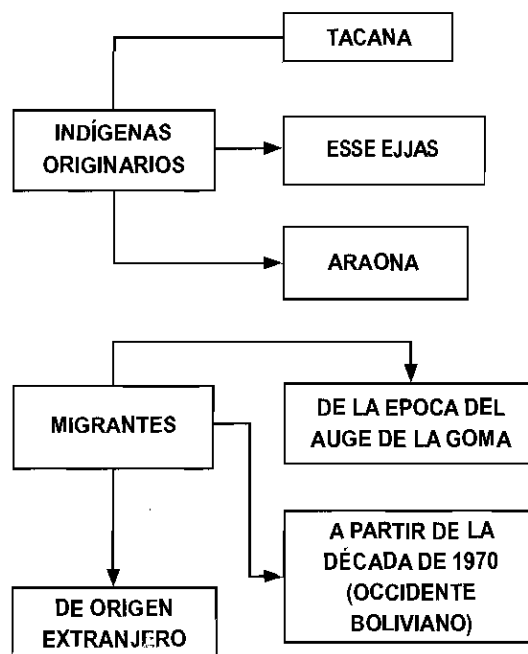 TACANA
INDÍGENAS
ORIGINARIOS
ESSE EJJAS
ARAONA
MIGRANTES
DE LA EPOCA DEL
AUGE DE LA GOMA
A PARTIR DE LA
DÉCADA DE 1970
(OCCIDENTE
BOLIVIANO)
DE ORIGEN
EXTRANJERO